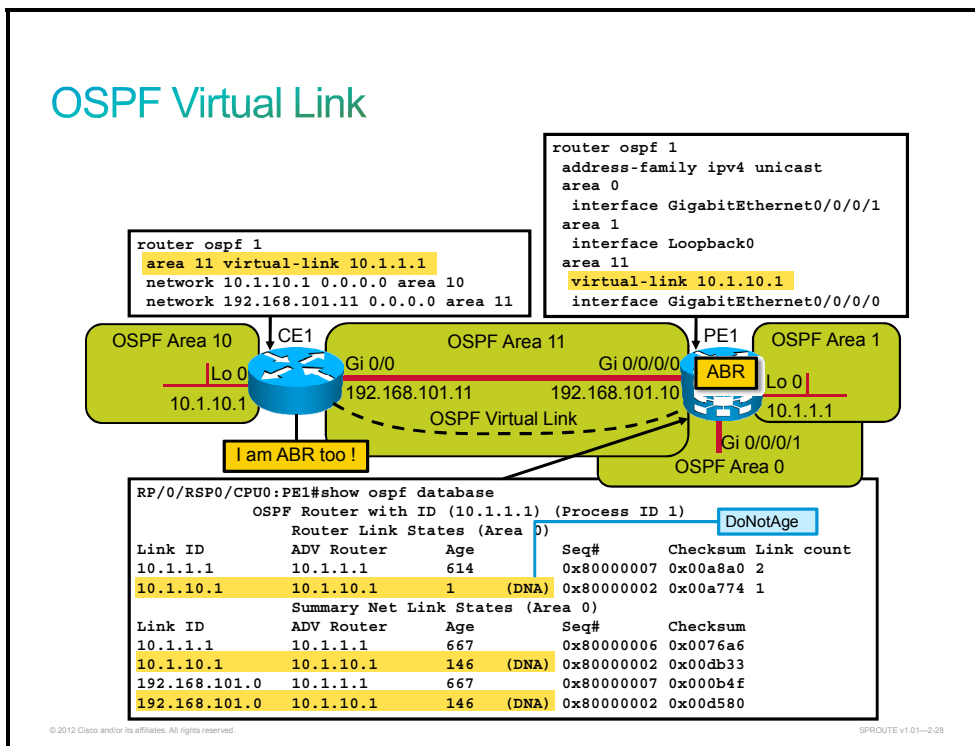 OSPF Virtual Link
router ospf 1
address-family ipv4 unicast
area 0
interface GigabitEthernet0/0/0/1
area 1
interface Loopback0
area 11
virtual-link 10.1.10.1
interface GigabitEthernet0/0/0/0
router ospf 1
area 11 virtual-link 10.1.1.1
network 10.1.10.1 0.0.0.0 area 10
network 192.168.101.11 0.0.0.0 area 11
OSPF Area 10
CE1
OSPF Area 11
PE1
OSPF Area 1
Lo 0
Gi 0/0
Gi 0/0/0/0
ABR
Lo 0
10.1.10.1
192.168.101.11
192.168.101.10
10.1.1.1
OSPF Virtual Link
Gi 0/0/0/1
I am ABR too !
OSPF Area 0
RP/0/RSP0/CPU0:PE1#show ospf database
OSPF Router with ID (10.1.1.1) (Process ID 1)
DoNotAge
Router Link States (Area 0)
Link ID ADV Router Age Seq# Checksum Link count
10.1.1.1 10.1.1.1 614 0x80000007 0x00a8a0 2
10.1.10.1 10.1.10.1 1 (DNA) 0x80000002 0x00a774 1
Summary Net Link States (Area 0)
Link ID ADV Router Age Seq# Checksum
10.1.1.1 10.1.1.1 667 0x80000006 0x0076a6
10.1.10.1 10.1.10.1 146 (DNA) 0x80000002 0x00db33
192.168.101.0 10.1.1.1 667 0x80000007 0x000b4f
192.168.101.0 10.1.10.1 146 (DNA) 0x80000002 0x00d580
© 2012 Cisco and/or its affiliates. All rights reserved.
SPROUTE v1.01—2-28